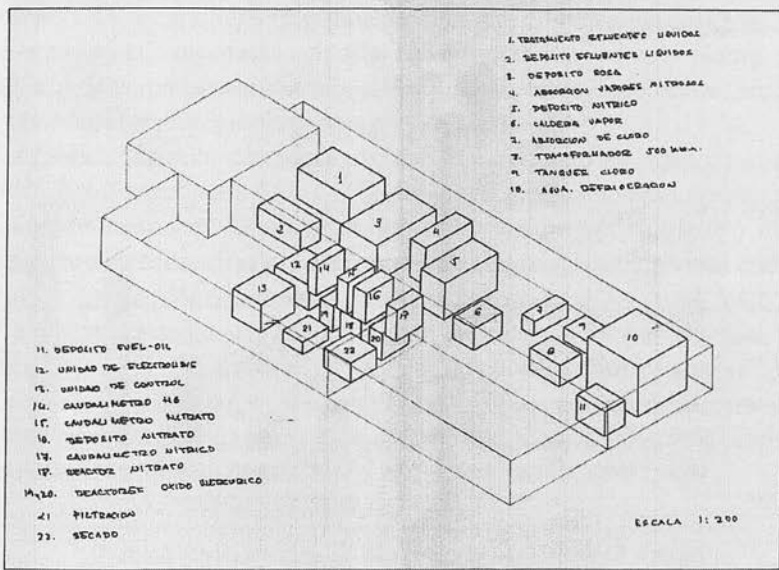 1. TRATAMIENTO EFLUENTES LIQUIDOS
2. DEPOSITO EFLUENTES LIQUIDOS
3. DEPOSITO SOSA
4. ABSORCION VAPORES NITROSOS
5. DEPOSITO NITRICO
6. CALDERA VAPOR
7. ABSORCION DE CLORO
8. TRANSFORMADOR 500
9. TANQUES CLORO
10. AGUA. REFRIGERACION
1
2
3
4
5
12
14
15
16
13
17
6
7
9
10
19
18
20
21
22
8
11
11. DEPOSITO FUEL-OIL
12. UNIDAD DE
13. UNIDAD DE CONTROL
14. CAUDALIMETRO HG
15. CAUDALIMETRO NITRATO
16. DEPOSITO NITRATO
17. CAUDALIMETRO NITRICO
18. REACTOR NITRATO
19,20. REACTORES OXIDO MERCURICO
21 FILTRACION
22. SECADO
ESCALA 1:200